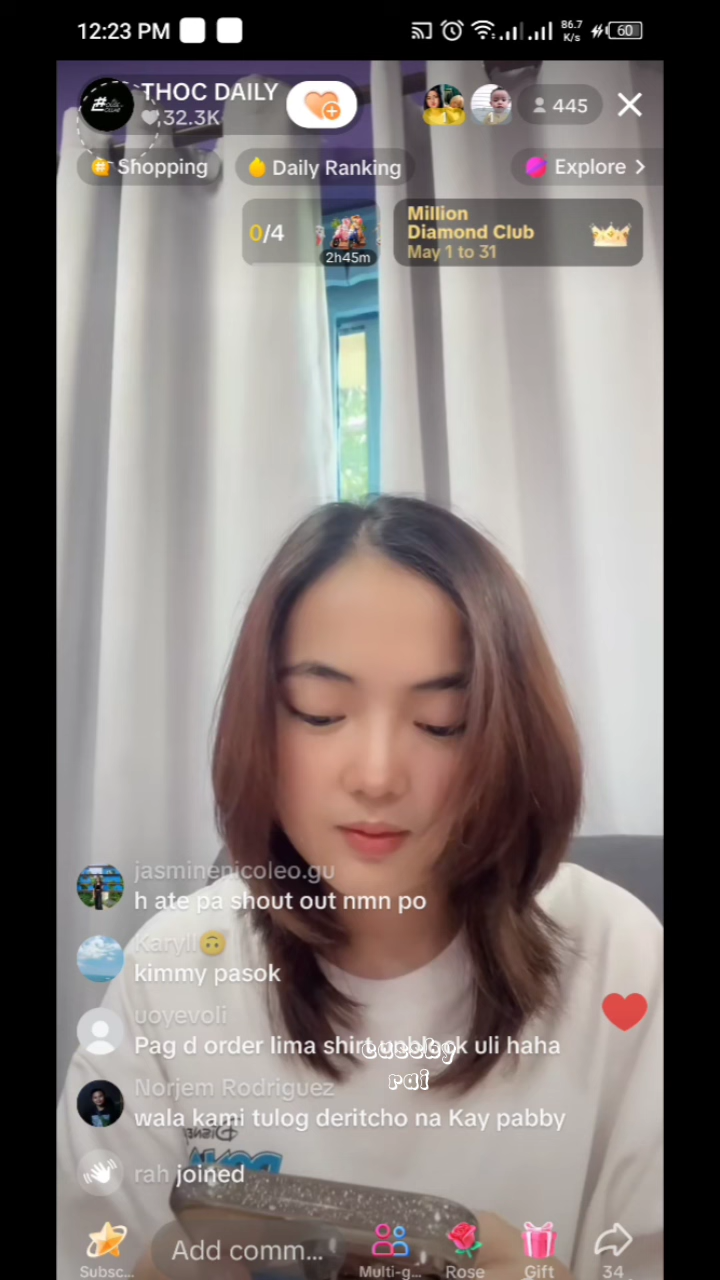 12:23 PM
86.7
K/s
60
THOC DAILY
32.3K
445
Shopping
Daily Ranking
Explore >
0/4
2h45m
Million
Diamond Club
May 1 to 31
jasminenicoleo.gu
h ate pa shout out nmn po
Karyll🙃
kimmy pasok
uoyevoli
Pag d order lima shirt unblock uli haha
Norjem Rodriguez
wala kami tulog deritcho na Kay pabby
rai
rah joined
Subsc...
Add comm...
Multi-g...
Rose
Gift
34